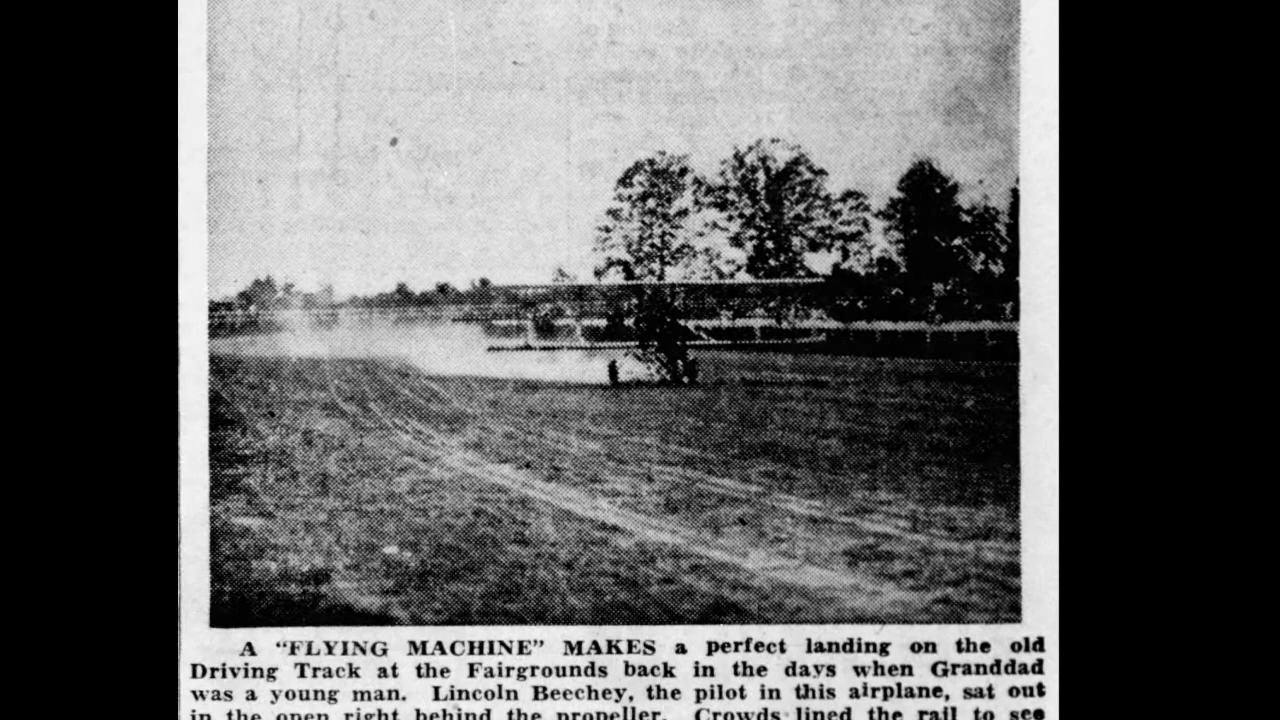 A "FLYING MACHINE" MAKES a perfect landing on the old
Driving Track at the Fairgrounds back in the days when Granddad
was a young man. Lincoln Beechey, the pilot in this airplane, sat out
in the open right behind the propeller. Crowds lined the rail to see